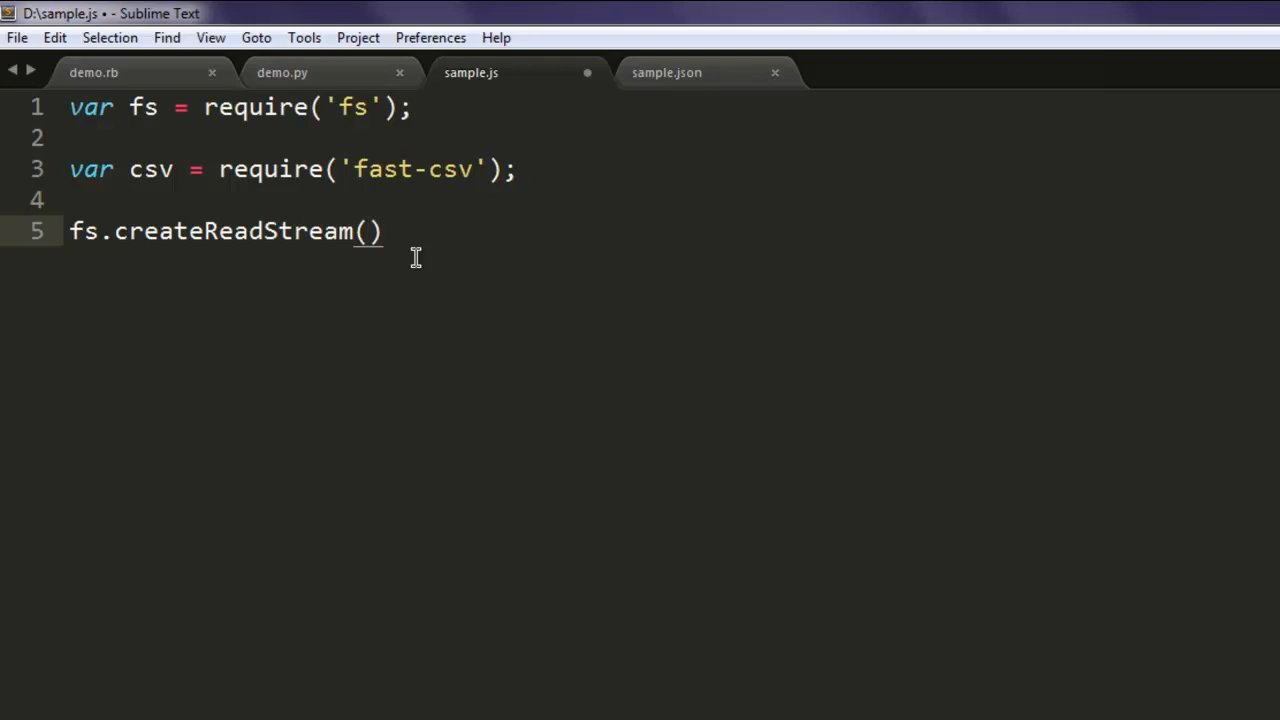 D:\sample.js • - Sublime Text
File Edit Selection Find View Goto Tools Project Preferences Help
demo.rb × demo.py × sample.js sample.json ×
1 var fs = require('fs');
2
3 var csv = require('fast-csv');
4
5 fs.createReadStream()